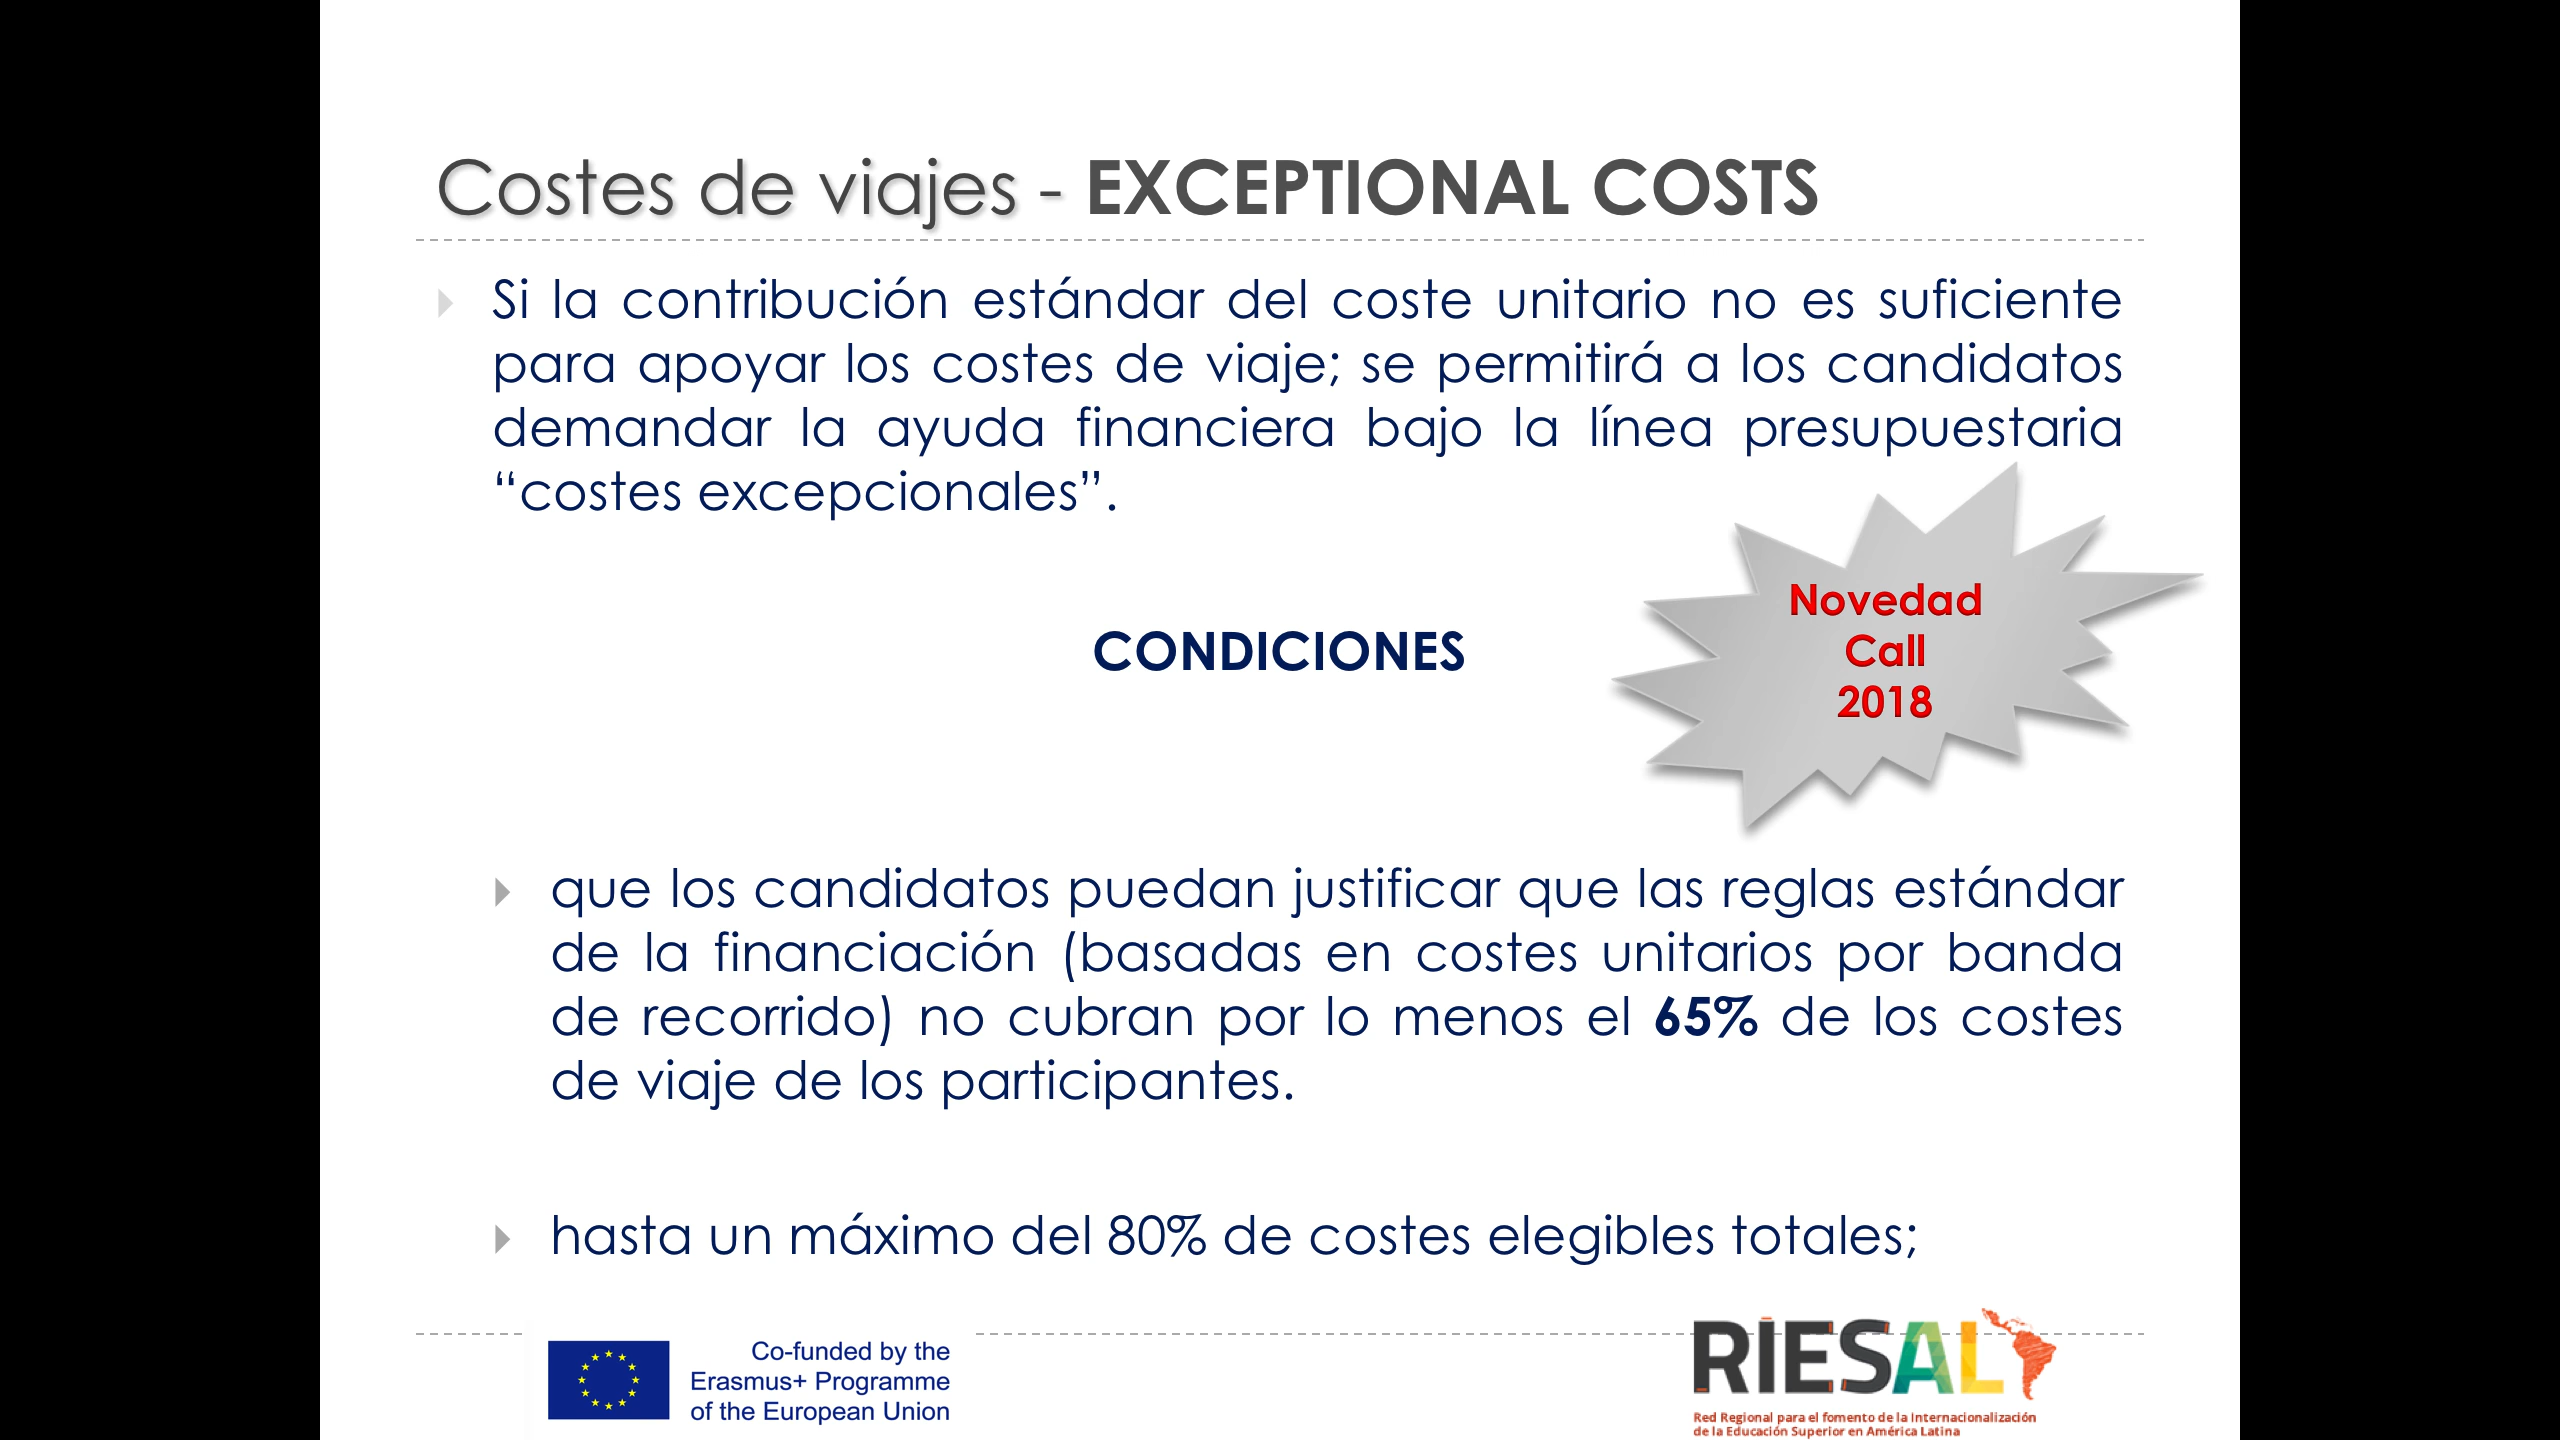 Costes de viajes - EXCEPTIONAL COSTS
Si la contribución estándar del coste unitario no es suficiente
para apoyar los costes de viaje; se permitirá a los candidatos
demandar la ayuda financiera bajo la línea presupuestaria
“costes excepcionales”.
CONDICIONES
Novedad
Call
2018
que los candidatos puedan justificar que las reglas estándar
de la financiación (basadas en costes unitarios por banda
de recorrido) no cubran por lo menos el 65% de los costes
de viaje de los participantes.
hasta un máximo del 80% de costes elegibles totales;
Co-funded by the
Erasmus+ Programme
of the European Union
RIESAL
Red Regional para el fomento de la Internacionalización
de la Educación Superior en América Latina